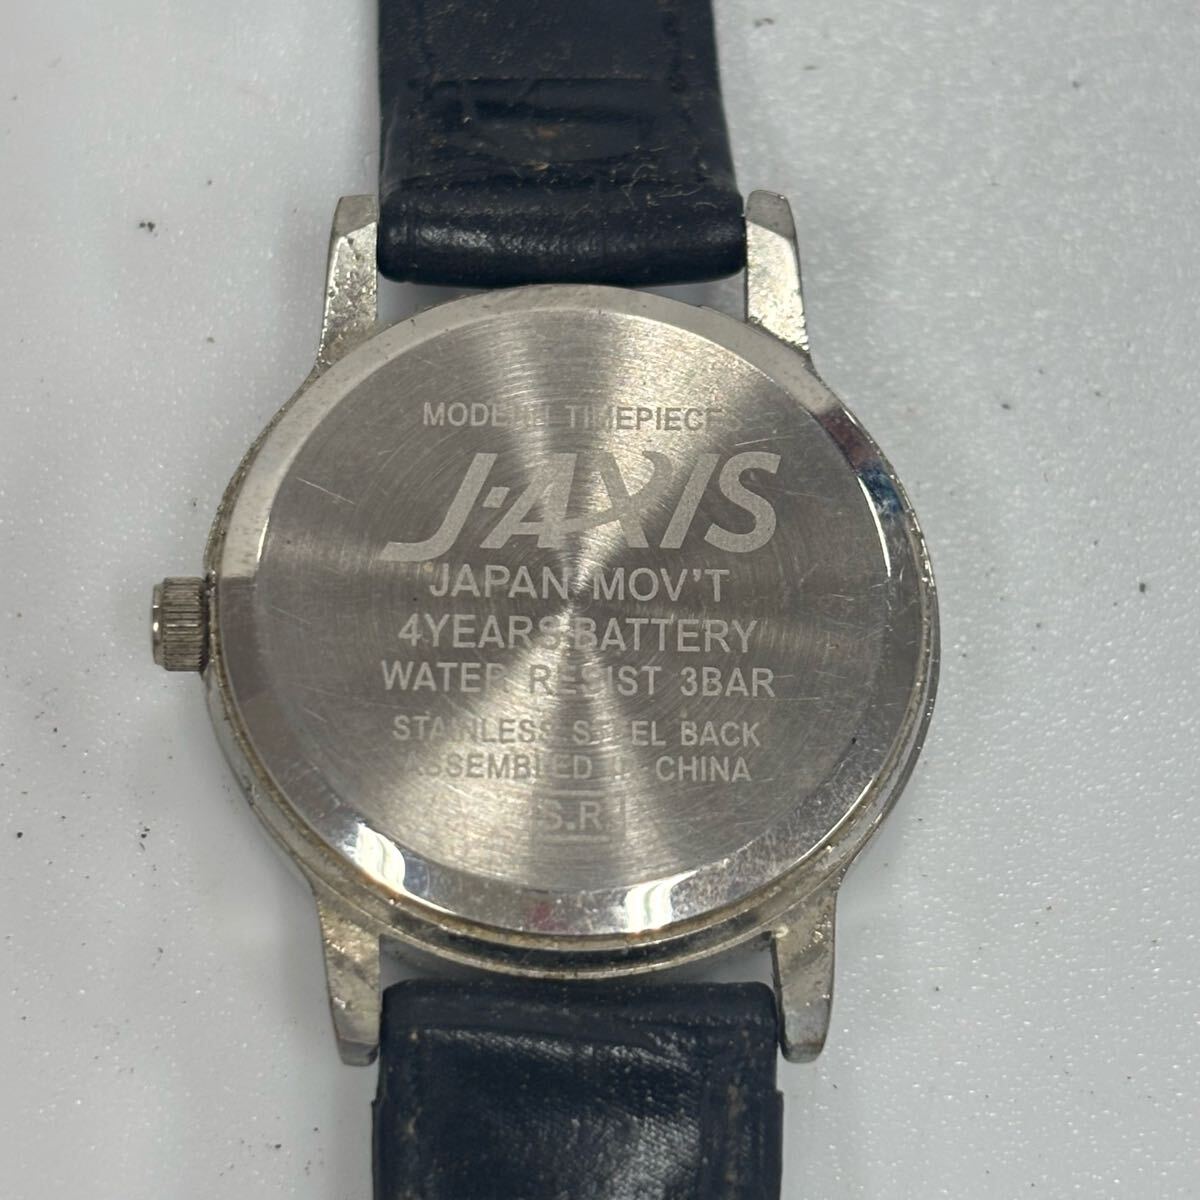 MODERN TIMEPIECES
J-AXIS
JAPAN MOV'T
4YEARS BATTERY
WATER RESIST 3BAR
STAINLESS STEEL BACK
ASSEMBLED IN CHINA
S.R